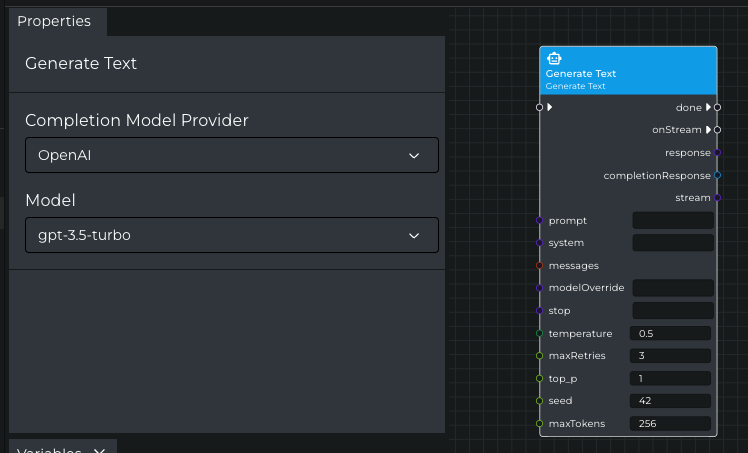 Properties
Generate Text
Completion Model Provider
OpenAI
Model
gpt-3.5-turbo
Variables
Generate Text
Generate Text
done
onStream
response
completionResponse
stream
prompt
system
messages
modelOverride
stop
temperature 0.5
maxRetries 3
top_p 1
seed 42
maxTokens 256